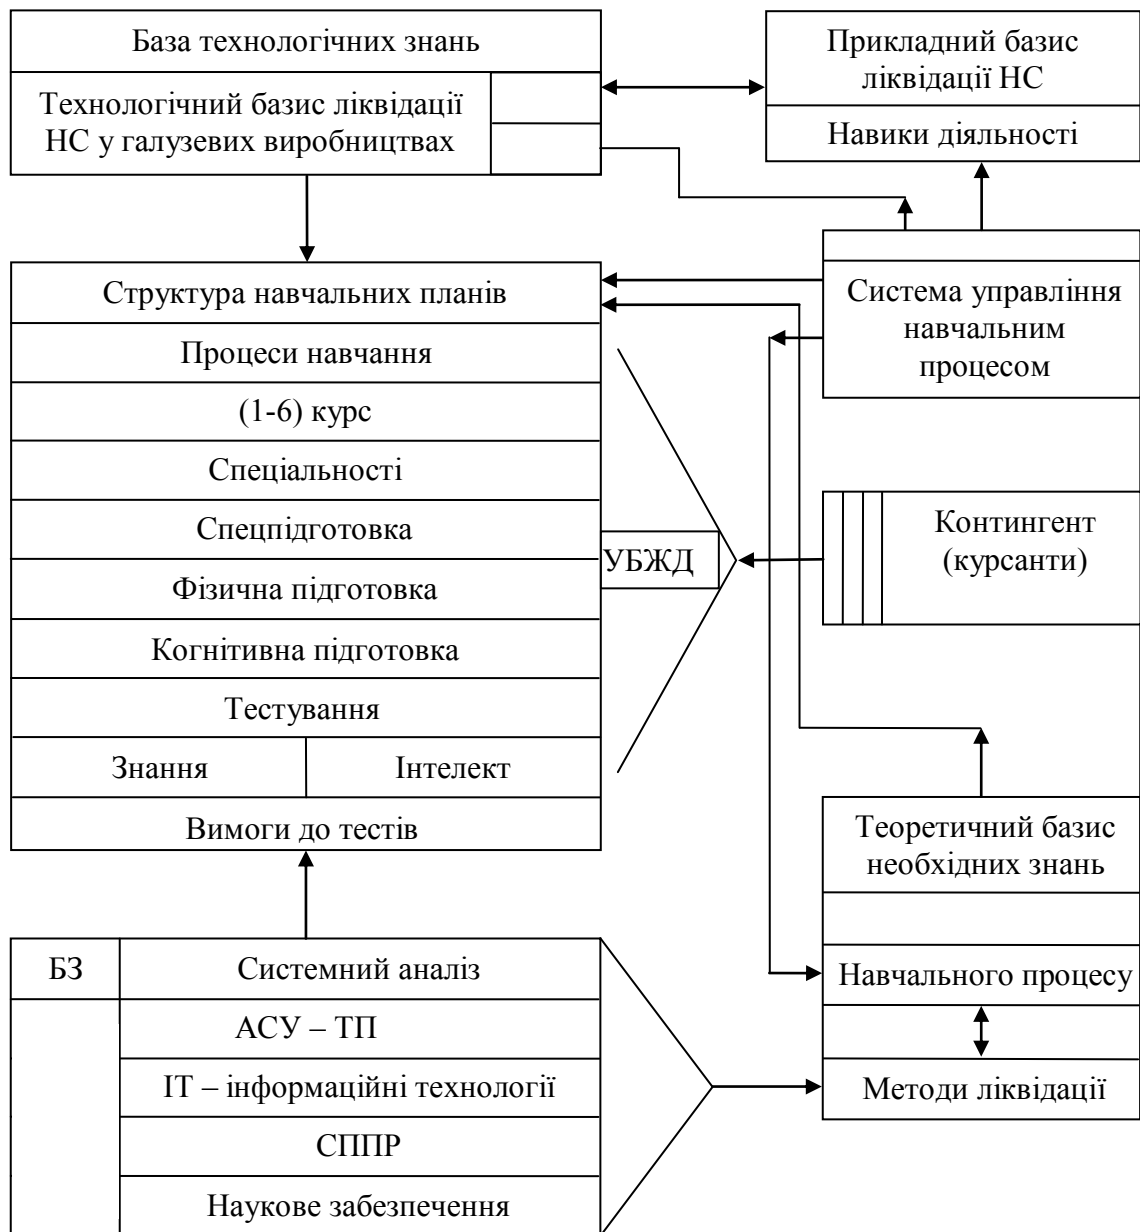 База технологічних знань
Технологічний базис ліквідації
НС у галузевих виробництвах
Прикладний базис
ліквідації НС
Навики діяльності
Структура навчальних планів
Процеси навчання
(1-6) курс
Спеціальності
Спецпідготовка
Фізична підготовка
Когнітивна підготовка
Тестування
Знання
Інтелект
Вимоги до тестів
УБЖД
Система управління
навчальним
процесом
Контингент
(курсанти)
Теоретичний базис
необхідних знань
Навчального процесу
Методи ліквідації
БЗ
Системний аналіз
АСУ – ТП
ІТ – інформаційні технології
СППР
Наукове забезпечення